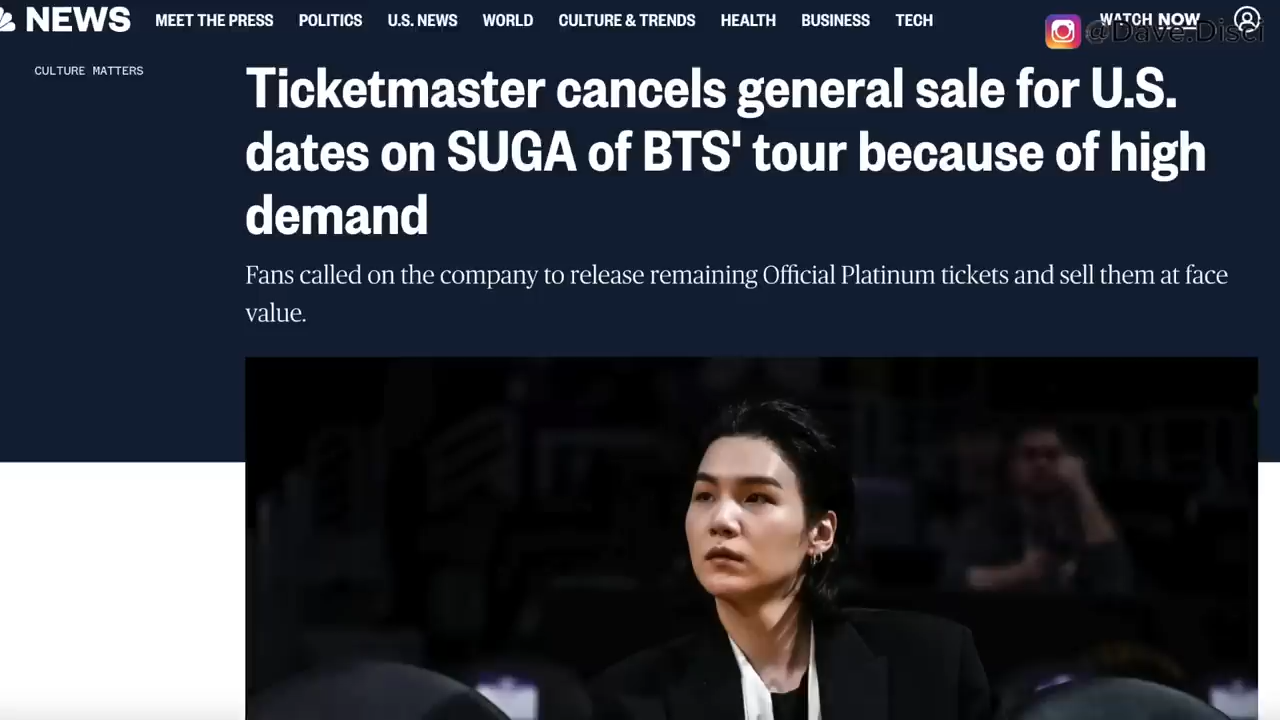 NEWS MEET THE PRESS POLITICS U.S. NEWS WORLD CULTURE & TRENDS HEALTH BUSINESS TECH WATCH NOW
@Dave.Disci
CULTURE MATTERS
Ticketmaster cancels general sale for U.S.
dates on SUGA of BTS' tour because of high
demand
Fans called on the company to release remaining Official Platinum tickets and sell them at face
value.